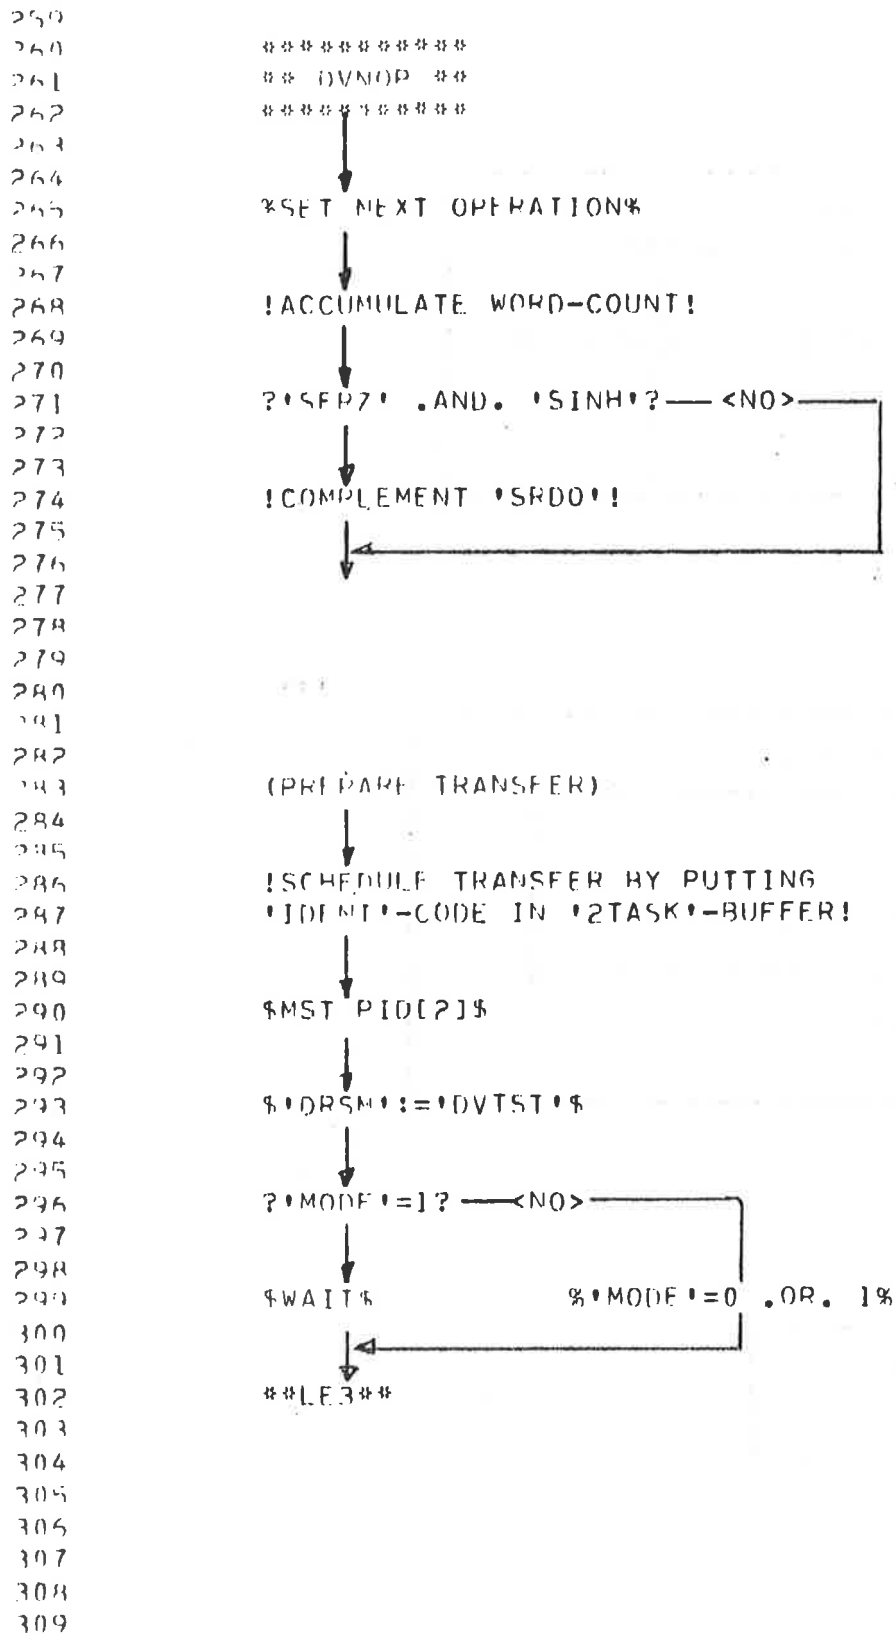 259
260 ***********
261 ** DVNOP **
262 ***********
263
264
265 %SET NEXT OPERATION%
266
267
268 !ACCUMULATE WORD-COUNT!
269
270
271 ?'SERZ' .AND. 'SINH'? <NO>
272
273
274 !COMPLEMENT 'SRDO'!
275
276
277
278
279
280
281
282
283 (PREPARE TRANSFER)
284
285
286 !SCHEDULE TRANSFER BY PUTTING
287 'IDENT'-CODE IN '2TASK'-BUFFER!
288
289
290 $MST PID[2]$
291
292
293 $'DRSM':='DVTST'$
294
295
296 ?'MODE'=1? <NO>
297
298
299 $WAIT$ %'MODE'=0 .OR. 1%
300
301
302 **LE3**
303
304
305
306
307
308
309